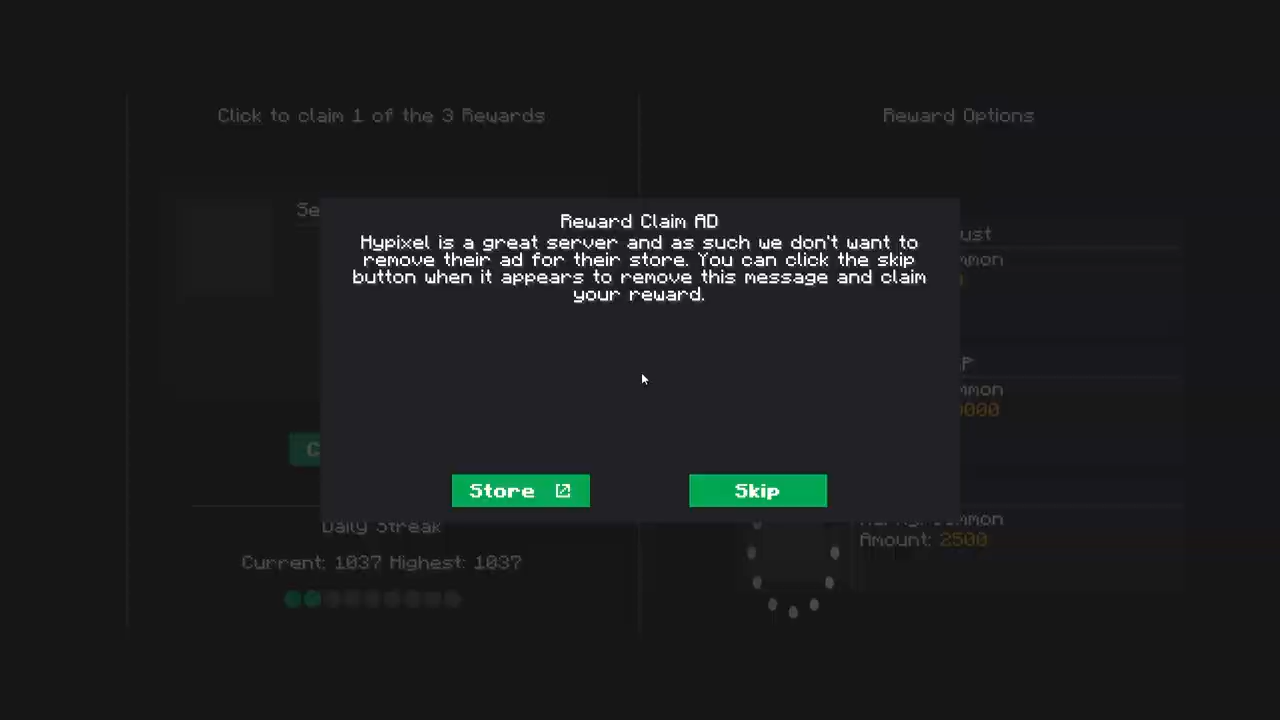 Click to claim 1 of the 3 Rewards
Reward Options
Reward Claim AD
Hypixel is a great server and as such we don't want to
remove their ad for their store. You can click the skip
button when it appears to remove this message and claim
your reward.
Store
Skip
Daily Streak
Current: 1037 Highest: 1037
Amount: 2500